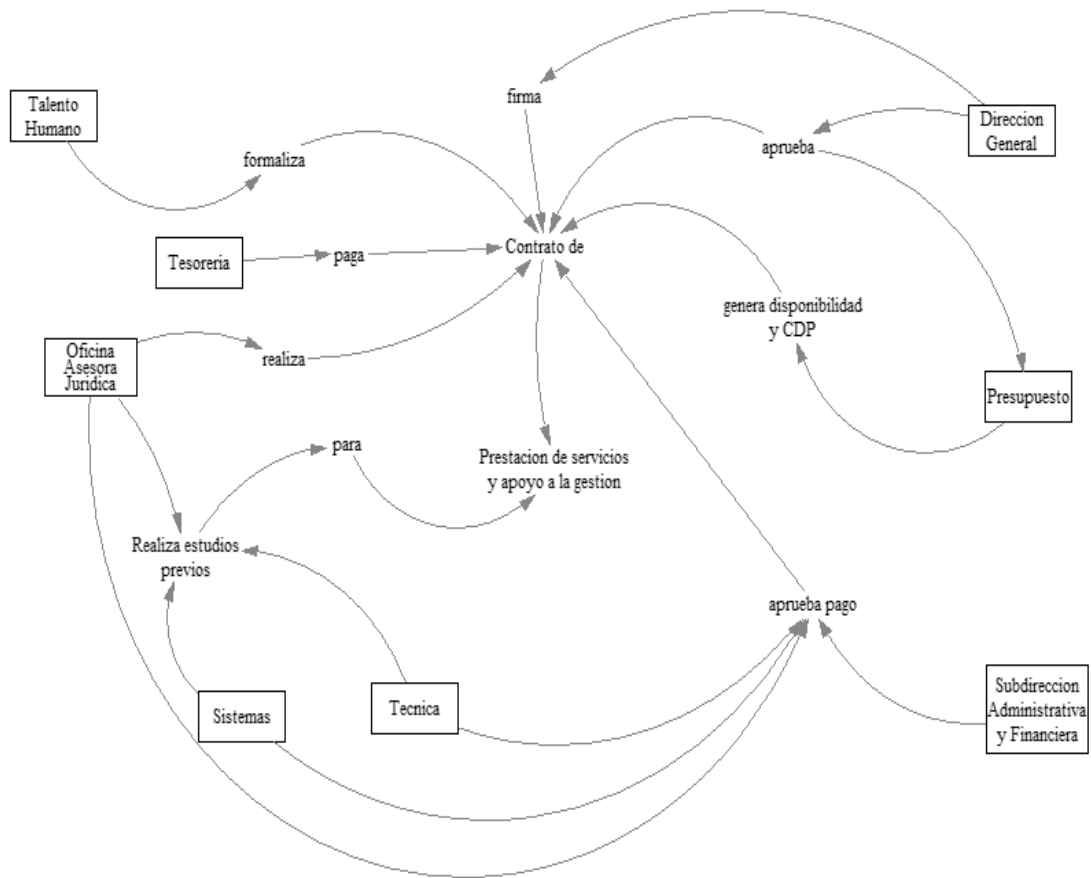 firma
Talento
Humano
Direccion
General
aprueba
formaliza
Contrato de
Tesoreria
paga
genera disponibilidad
y CDP
Oficina
Asesora
Juridica
realiza
Presupuesto
para
Prestacion de servicios
y apoyo a la gestion
Realiza estudios
previos
aprueba pago
Sistemas
Tecnica
Subdireccion
Administrativa
y Financiera